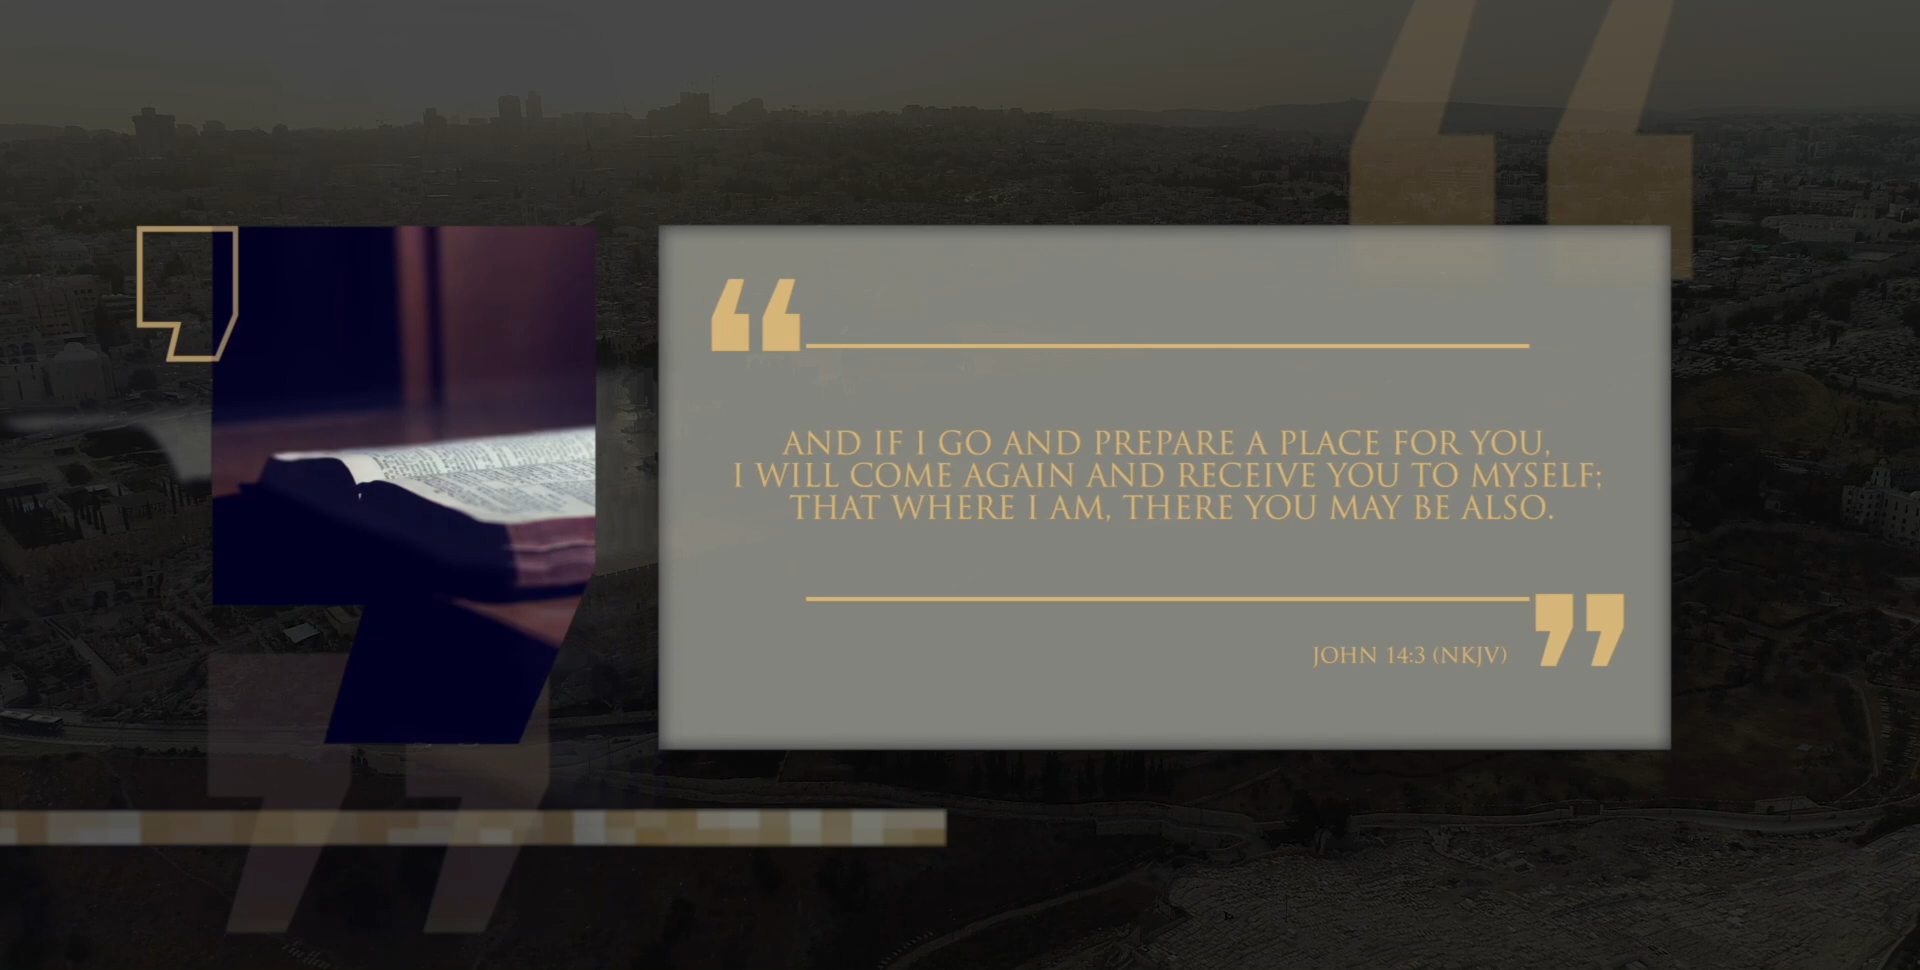 “
AND IF I GO AND PREPARE A PLACE FOR YOU,
I WILL COME AGAIN AND RECEIVE YOU TO MYSELF;
THAT WHERE I AM, THERE YOU MAY BE ALSO.
”
JOHN 14:3 (NKJV)